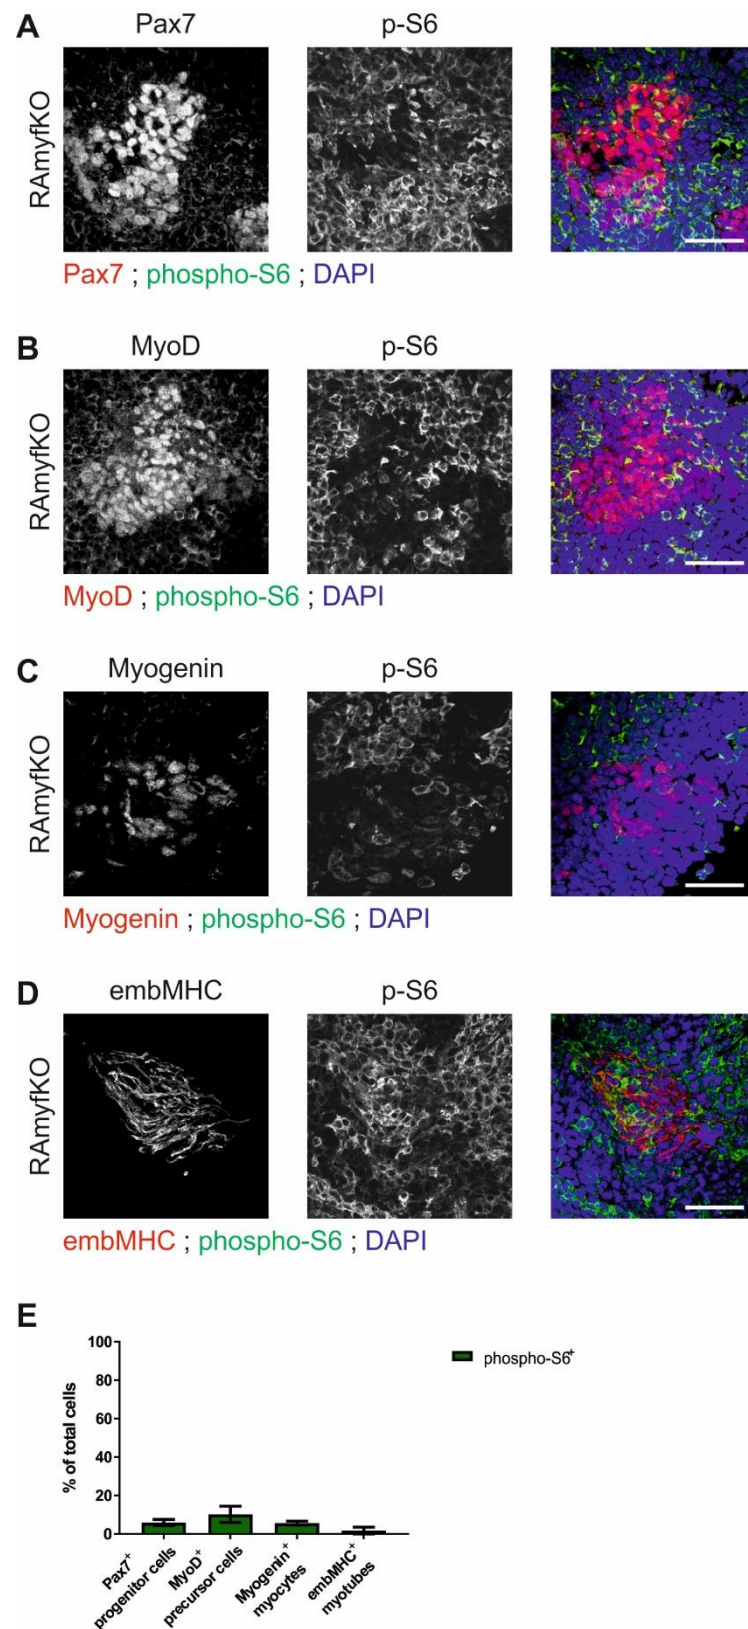 A
Pax7 p-S6
RAmyfKO
Pax7 ; phospho-S6 ; DAPI
B
MyoD p-S6
RAmyfKO
MyoD ; phospho-S6 ; DAPI
C
Myogenin p-S6
RAmyfKO
Myogenin ; phospho-S6 ; DAPI
D
embMHC p-S6
RAmyfKO
embMHC ; phospho-S6 ; DAPI
E
% of total cells
100
80
60
40
20
0
phospho-S6+
Pax7+
progenitor cells
MyoD+
precursor cells
Myogenin+
myocytes
embMHC+
myotubes